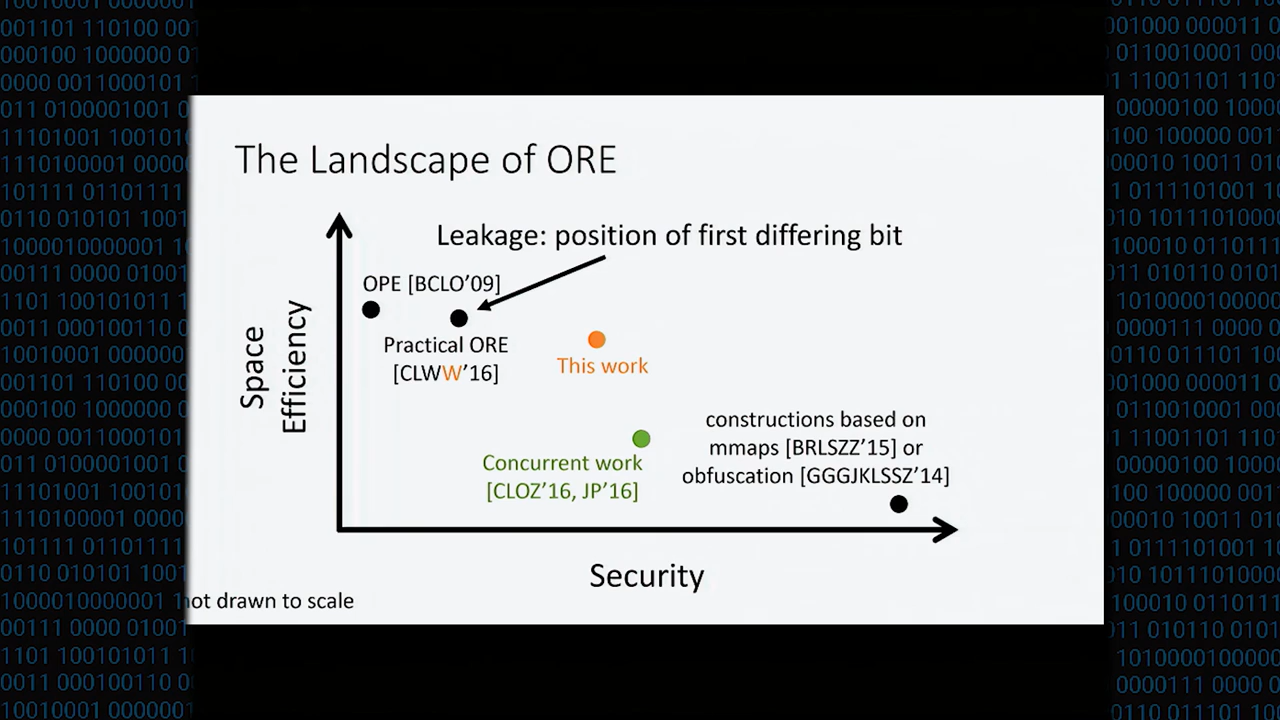 The Landscape of ORE
Leakage: position of first differing bit
OPE [BCLO’09]
Practical ORE
[CLWW’16]
This work
Space
Efficiency
constructions based on
mmaps [BRLSZZ’15] or
obfuscation [GGGJKLSSZ’14]
Concurrent work
[CLOZ’16, JP’16]
Security
not drawn to scale